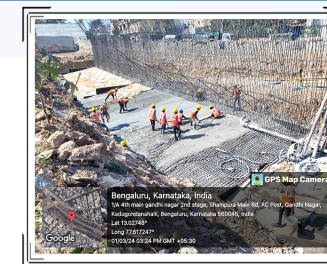 GPS Map Camera
Bengaluru, Karnataka, India
1/A 4th main gandhi nagar 2nd stage, Shampura Main Rd, AC Post, Gandhi Nagar,
Kadugondanahalli, Bengaluru, Karnataka 560045, India
Lat 13.02748°
Long 77.617247°
01/03/24 03:24 PM GMT +05:30
Google